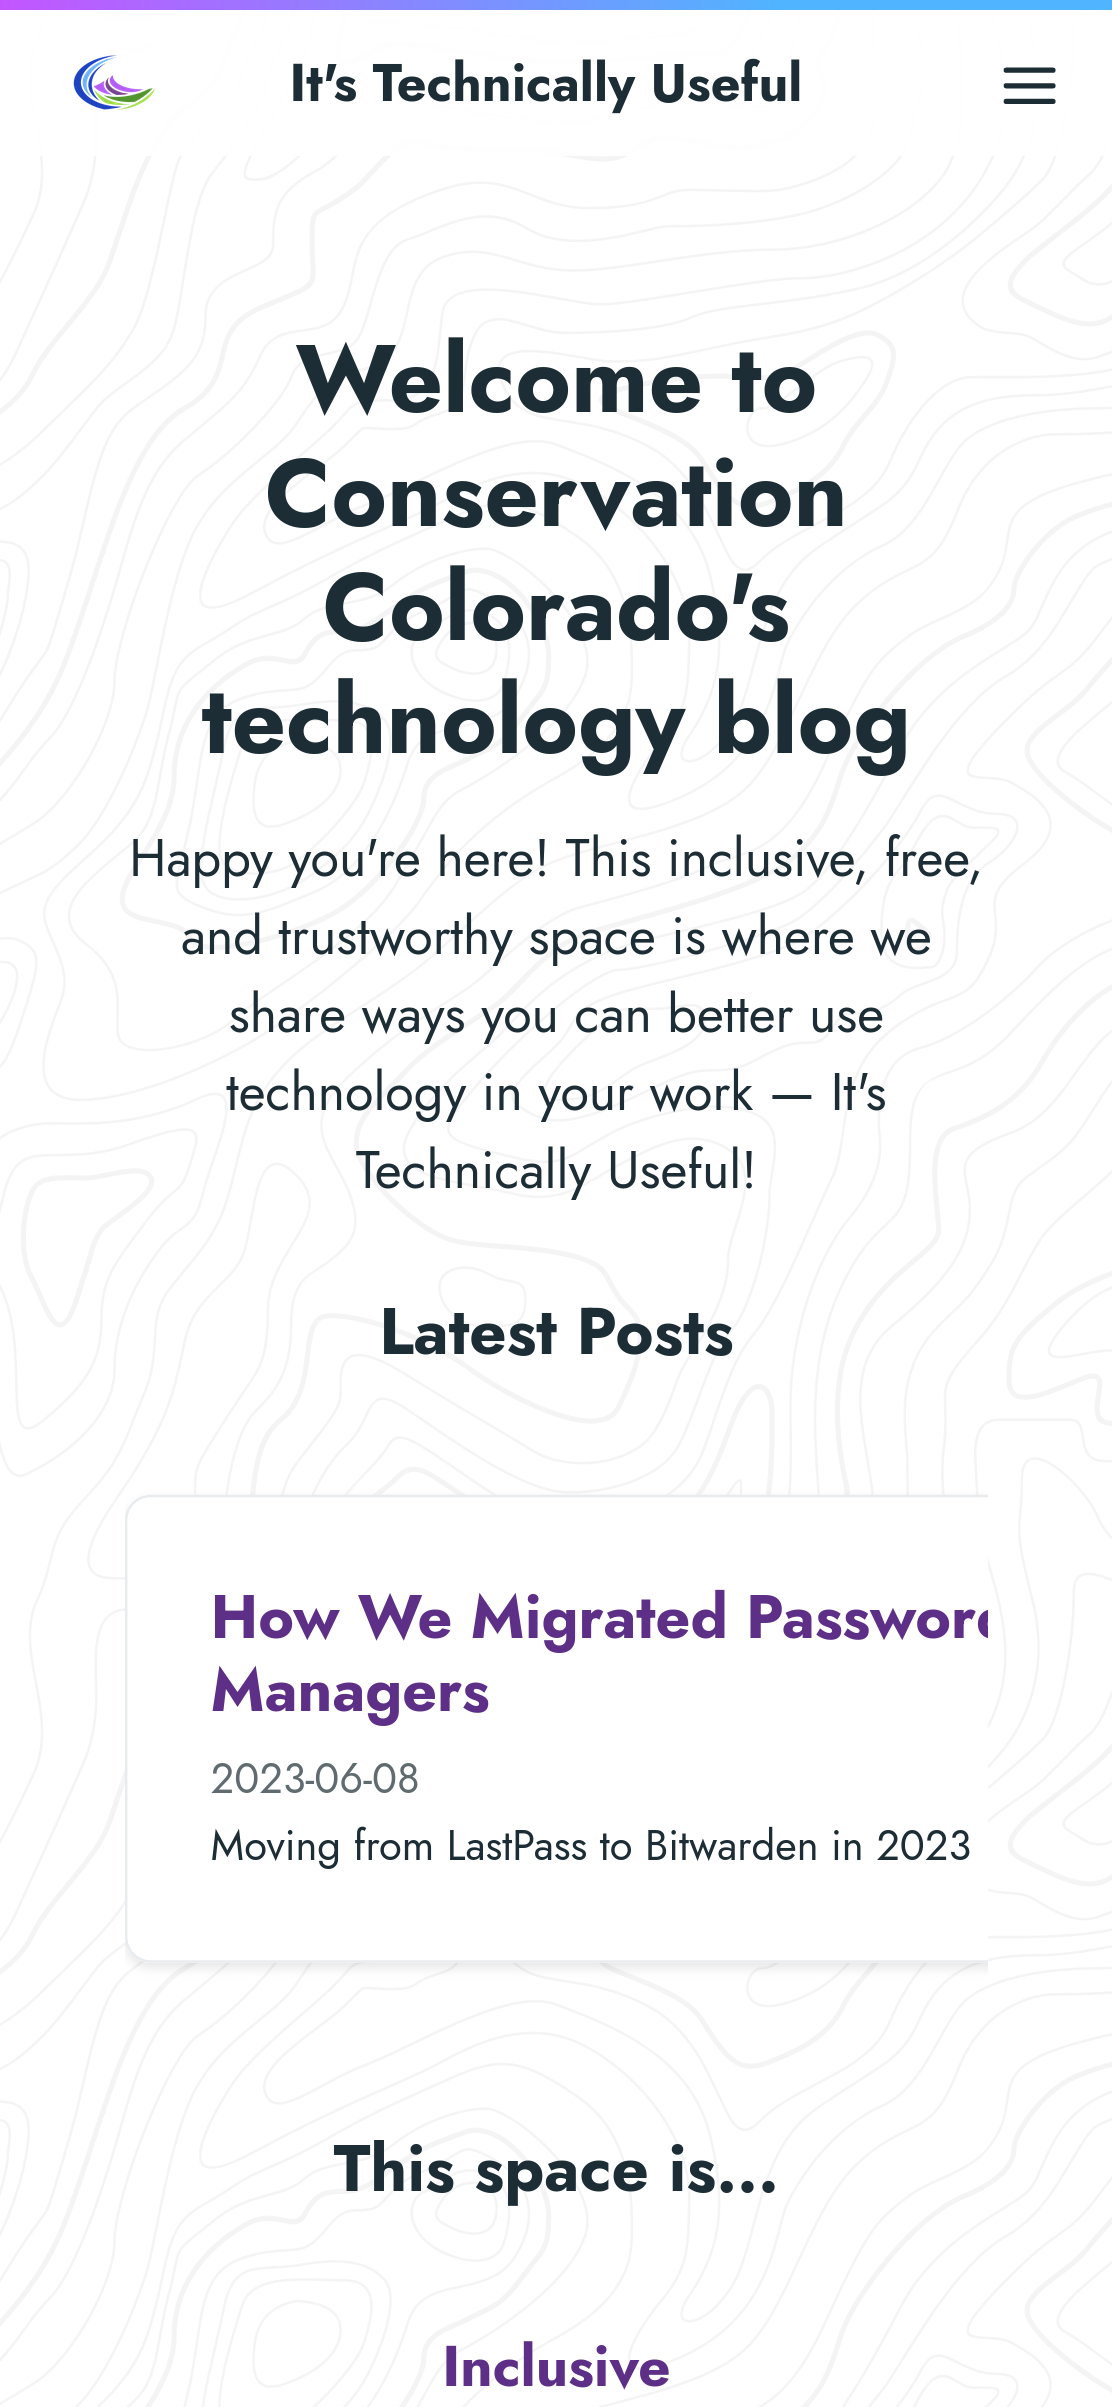 It's Technically Useful
Welcome to
Conservation
Colorado's
technology blog
Happy you're here! This inclusive, free,
and trustworthy space is where we
share ways you can better use
technology in your work — It's
Technically Useful!
Latest Posts
How We Migrated Password
Managers
2023-06-08
Moving from LastPass to Bitwarden in 2023
This space is...
Inclusive